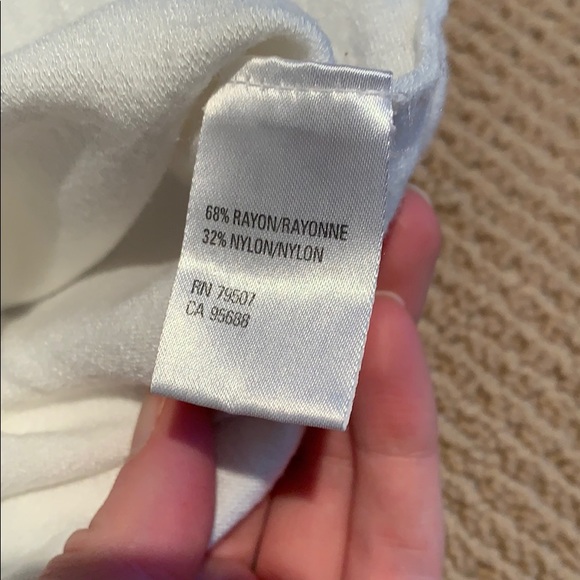 68% RAYON/RAYONNE
32% NYLON/NYLON
RN 79507
CA 95688